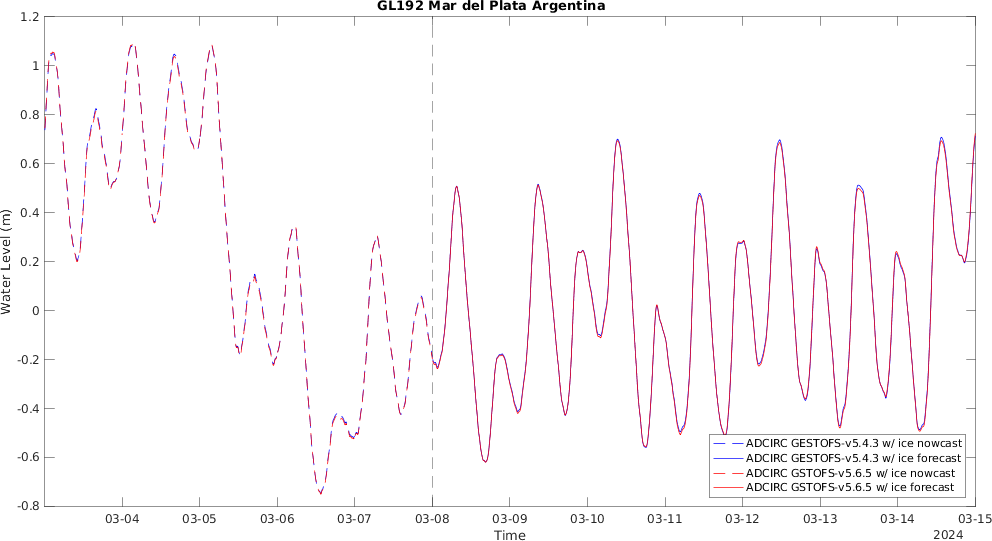 GL192 Mar del Plata Argentina
Water Level (m)
1.2
1
0.8
0.6
0.4
0.2
0
-0.2
-0.4
-0.6
-0.8
ADCIRC GESTOFS-v5.4.3 w/ ice nowcast
ADCIRC GESTOFS-v5.4.3 w/ ice forecast
ADCIRC GSTOFS-v5.6.5 w/ ice nowcast
ADCIRC GSTOFS-v5.6.5 w/ ice forecast
03-04 03-05 03-06 03-07 03-08 03-09 03-10 03-11 03-12 03-13 03-14 03-15
Time
2024